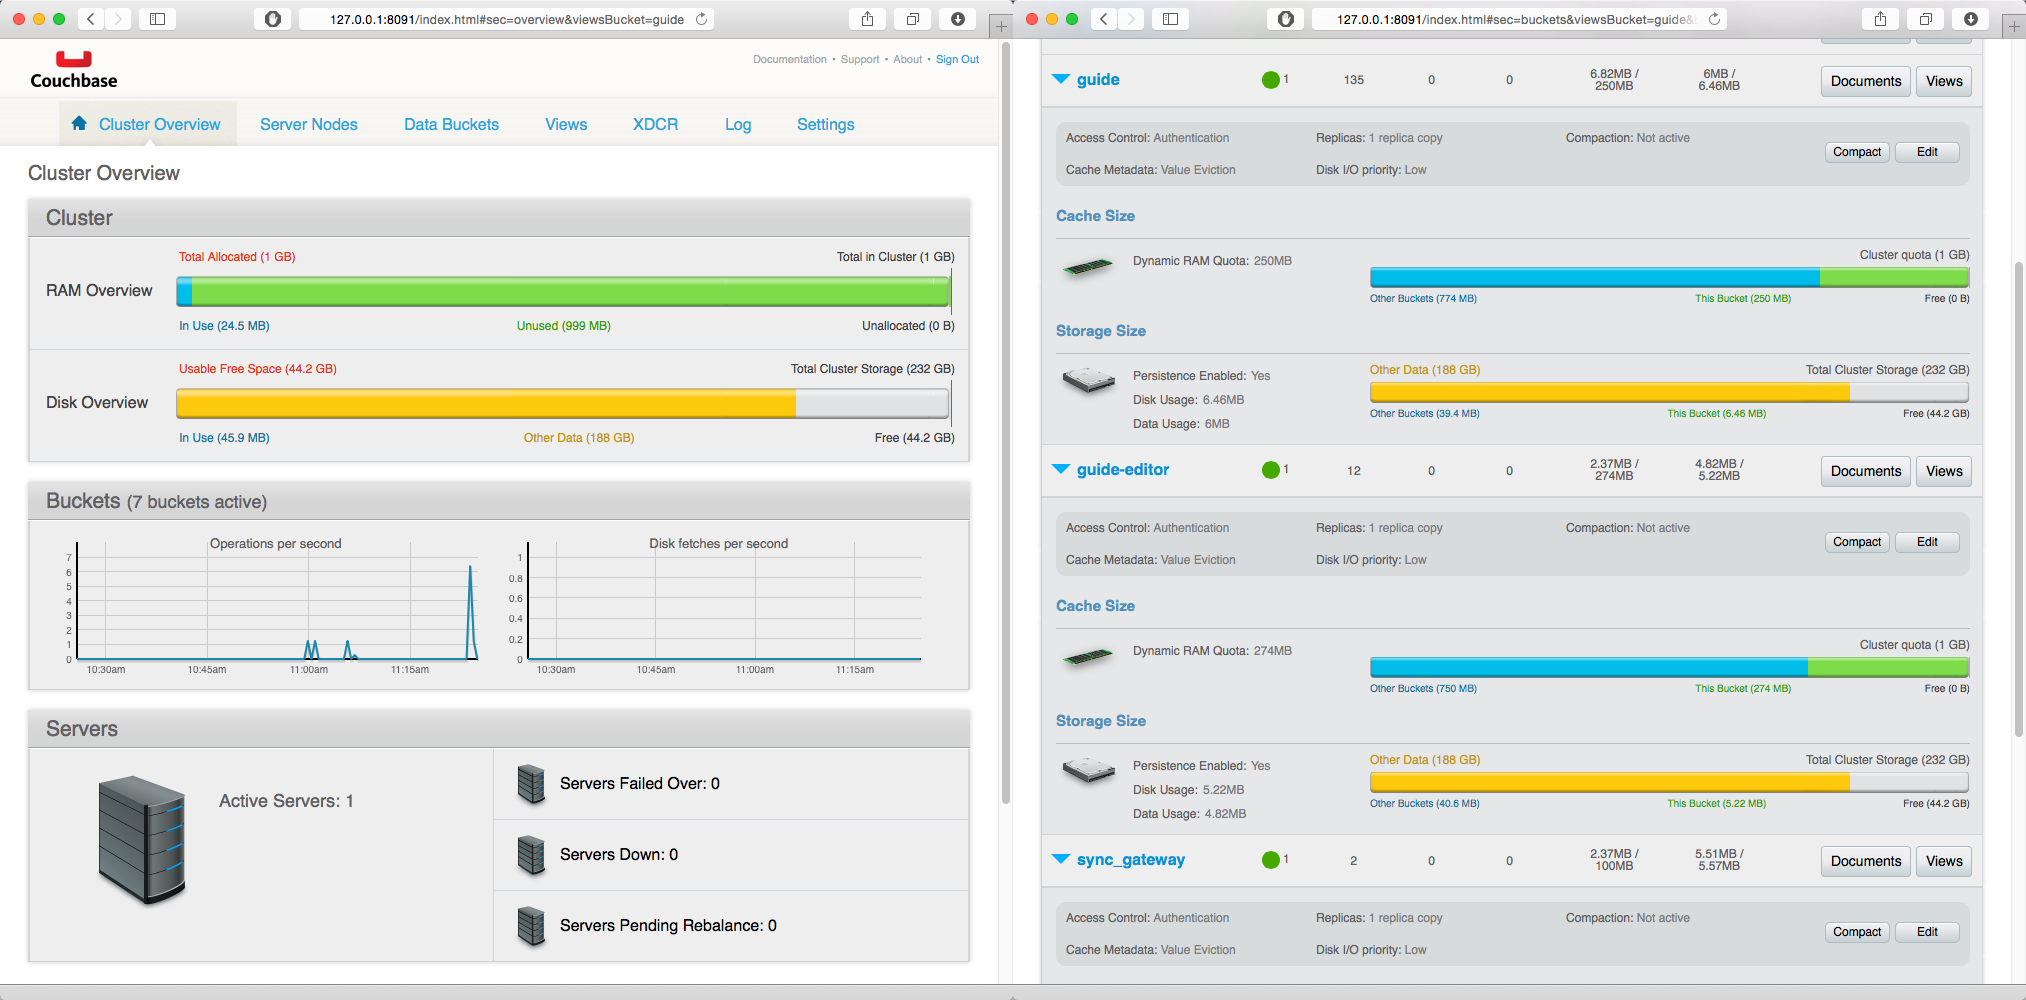 127.0.0.1:8091/index.html#sec=overview&viewsBucket=guide
Couchbase
Documentation • Support • About • Sign Out
Cluster Overview Server Nodes Data Buckets Views XDCR Log Settings
Cluster Overview
Cluster
Total Allocated (1 GB) Total in Cluster (1 GB)
RAM Overview
In Use (24.5 MB) Unused (999 MB) Unallocated (0 B)
Usable Free Space (44.2 GB) Total Cluster Storage (232 GB)
Disk Overview
In Use (45.9 MB) Other Data (188 GB) Free (44.2 GB)
Buckets (7 buckets active)
Operations per second
7
6
5
4
3
2
1
0
10:30am 10:45am 11:00am 11:15am
Disk fetches per second
1
0.8
0.6
0.4
0.2
0
10:30am 10:45am 11:00am 11:15am
Servers
Active Servers: 1
Servers Failed Over: 0
Servers Down: 0
Servers Pending Rebalance: 0
127.0.0.1:8091/index.html#sec=buckets&viewsBucket=guide&
guide 1 135 0 0 6.82MB / 250MB 6MB / 6.46MB Documents Views
Access Control: Authentication Replicas: 1 replica copy Compaction: Not active
Compact Edit
Cache Metadata: Value Eviction Disk I/O priority: Low
Cache Size
Cluster quota (1 GB)
Dynamic RAM Quota: 250MB
Other Buckets (774 MB) This Bucket (250 MB) Free (0 B)
Storage Size
Other Data (188 GB) Total Cluster Storage (232 GB)
Persistence Enabled: Yes
Disk Usage: 6.46MB
Other Buckets (39.4 MB) This Bucket (6.46 MB) Free (44.2 GB)
Data Usage: 6MB
guide-editor 1 12 0 0 2.37MB / 274MB 4.82MB / 5.22MB Documents Views
Access Control: Authentication Replicas: 1 replica copy Compaction: Not active
Compact Edit
Cache Metadata: Value Eviction Disk I/O priority: Low
Cache Size
Cluster quota (1 GB)
Dynamic RAM Quota: 274MB
Other Buckets (750 MB) This Bucket (274 MB) Free (0 B)
Storage Size
Other Data (188 GB) Total Cluster Storage (232 GB)
Persistence Enabled: Yes
Disk Usage: 5.22MB
Other Buckets (40.6 MB) This Bucket (5.22 MB) Free (44.2 GB)
Data Usage: 4.82MB
sync_gateway 1 2 0 0 2.37MB / 100MB 5.51MB / 5.57MB Documents Views
Access Control: Authentication Replicas: 1 replica copy Compaction: Not active
Compact Edit
Cache Metadata: Value Eviction Disk I/O priority: Low